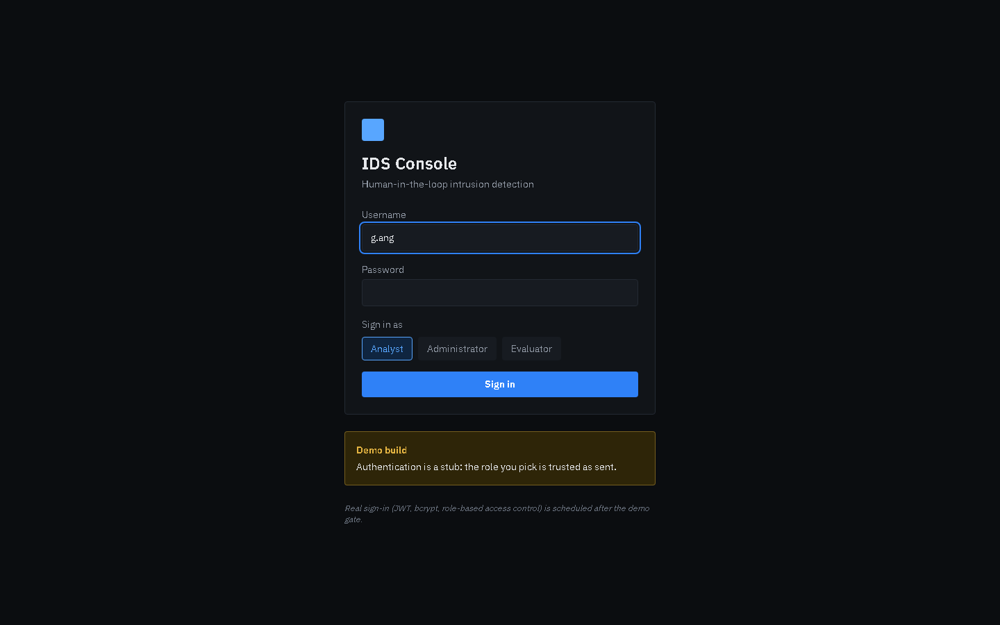 IDS Console
Human-in-the-loop intrusion detection
Username
g.ang
Password
Sign in as
Analyst Administrator Evaluator
Sign in
Demo build
Authentication is a stub: the role you pick is trusted as sent.
Real sign-in (JWT, bcrypt, role-based access control) is scheduled after the demo
gate.